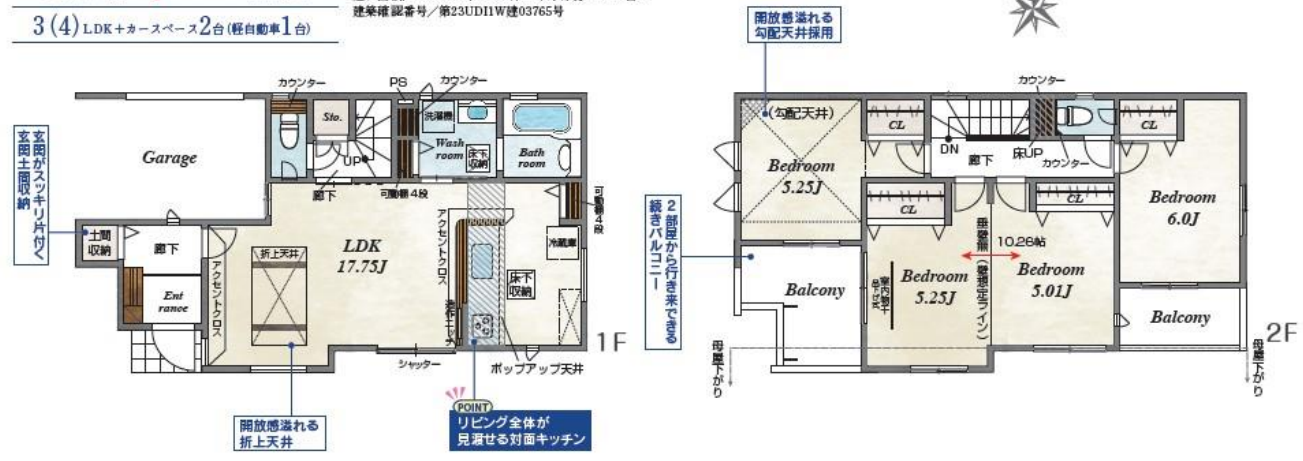 建築確認番号／第23UDI1W建03765号
3(4)LDK+カースペース2台(軽自動車1台)
玄関がスッキリ片付く
玄関土間収納
Garage
土間
収納
廊下
Ent
rance
カウンター
Sto.
UP
廊下
PS
カウンター
洗濯機
Wash
room
床下
収納
可動棚4段
Bath
room
可動棚4段
冷蔵庫
アクセントクロス
折上天井
LDK
17.75J
アクセントクロス
床下
収納
シャッター
ポップアップ天井
1F
開放感溢れる
折上天井
POINT
リビング全体が
見渡せる対面キッチン
開放感溢れる
勾配天井採用
(勾配天井)
Bedroom
5.25J
CL
DN
廊下
床UP
カウンター
カウンター
CL
Bedroom
6.0J
2部屋から行き来できる
続きバルコニー
Balcony
CL
Bedroom
5.25J
垂壁無(壁想定ライン)
10.26帖
CL
Bedroom
5.01J
Balcony
母屋下がり
母屋下がり
2F